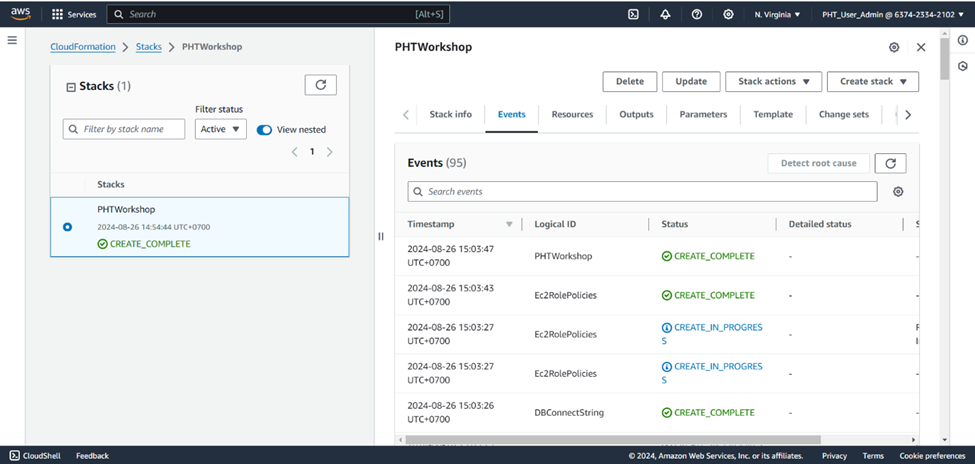 aws Services Search [Alt+S] N. Virginia PHT_User_Admin @ 6374-2334-2102
CloudFormation Stacks PHTWorkshop
Stacks (1)
Filter status
Filter by stack name Active View nested
1
Stacks
PHTWorkshop
2024-08-26 14:54:44 UTC+0700
CREATE_COMPLETE
PHTWorkshop
Delete Update Stack actions Create stack
Stack info Events Resources Outputs Parameters Template Change sets
Events (95) Detect root cause
Search events
Timestamp Logical ID Status Detailed status S
2024-08-26 15:03:47
UTC+0700 PHTWorkshop CREATE_COMPLETE - -
2024-08-26 15:03:43
UTC+0700 Ec2RolePolicies CREATE_COMPLETE - -
2024-08-26 15:03:27 CREATE_IN_PROGRES
UTC+0700 Ec2RolePolicies S -
2024-08-26 15:03:27 CREATE_IN_PROGRES
UTC+0700 Ec2RolePolicies S - -
2024-08-26 15:03:26
UTC+0700 DBConnectString CREATE_COMPLETE - -
CloudShell Feedback © 2024, Amazon Web Services, Inc. or its affiliates. Privacy Terms Cookie preferences